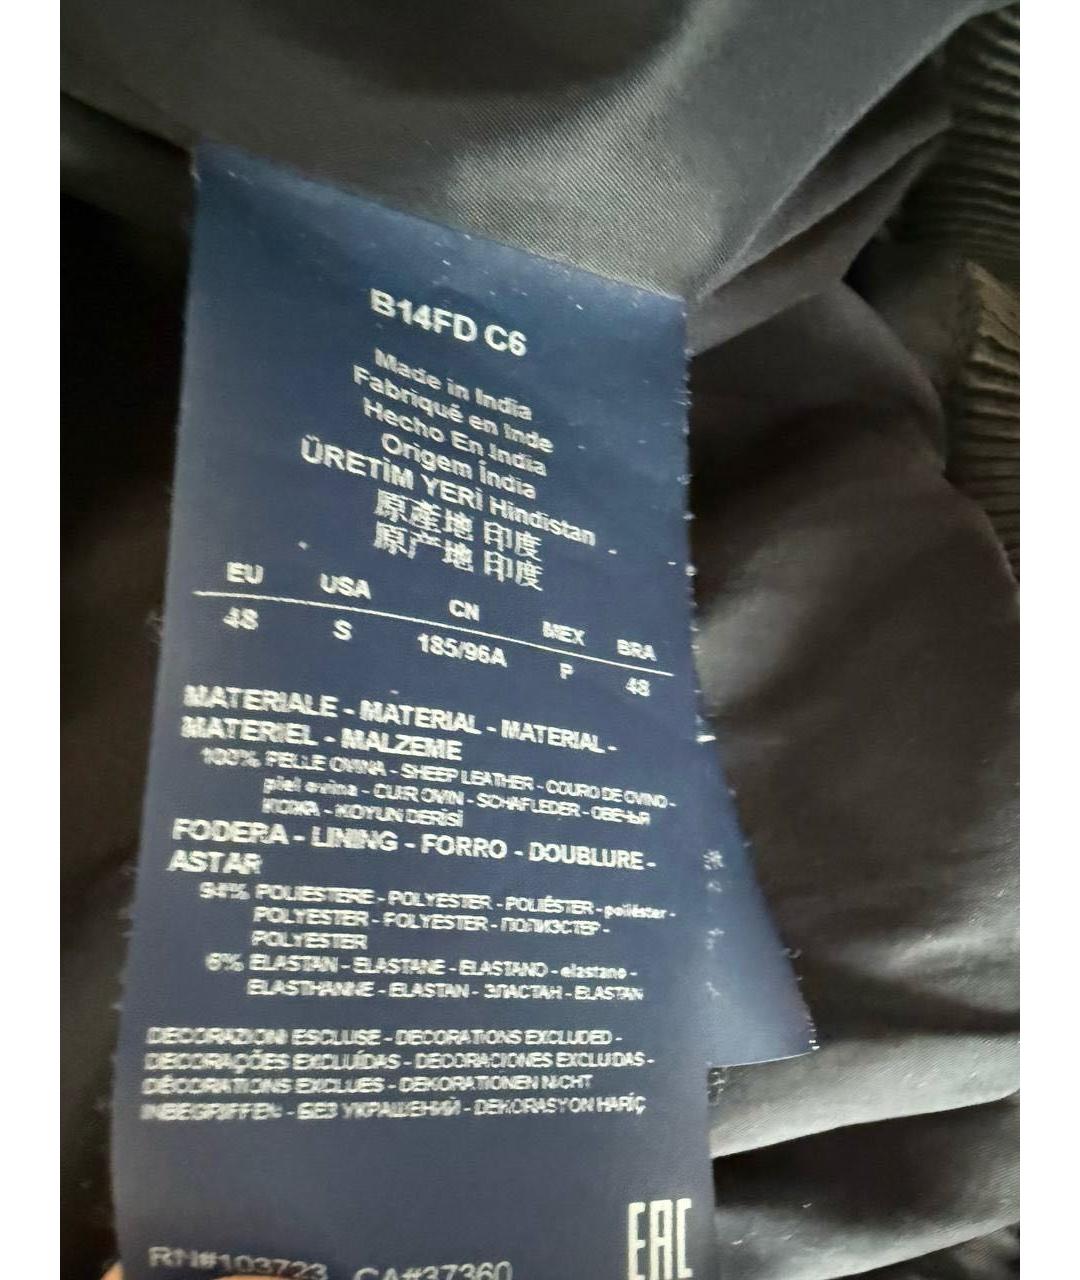 B14FD C6
Made in India
Fabriqué en Inde
Hecho En India
Origem Índia
ÜRETİM YERİ Hindistan
原產地 印度
原产地 印度
EU USA CN MEX BRA
48 S 185/96A P 48
MATERIALE - MATERIAL - MATERIAL -
MATERIEL - MALZEME
100% PELLE OVINA - SHEEP LEATHER - COURO DE OVINO -
piel ovina - CUIR OVIN - SCHAFLEDER - ОВЕЧЬЯ
КОЖА - KOYUN DERİSİ
FODERA - LINING - FORRO - DOUBLURE -
ASTAR
94% POLIESTERE - POLYESTER - POLIÉSTER - poliéster -
POLYESTER - POLYESTER - ПОЛИЭСТЕР -
POLYESTER
6% ELASTAN - ELASTANE - ELASTANO - elastano -
ELASTHANNE - ELASTAN - ЭЛАСТАН - ELASTAN
DECORAZIONI ESCLUSE - DECORATIONS EXCLUDED -
DECORAÇÕES EXCLUÍDAS - DECORACIONES EXCLUIDAS -
DÉCORATIONS EXCLUES - DEKORATIONEN NICHT
INBEGRIFFEN - БЕЗ УКРАШЕНИЙ - DEKORASYON HARİÇ
EAC
RN#103723 CA#37360